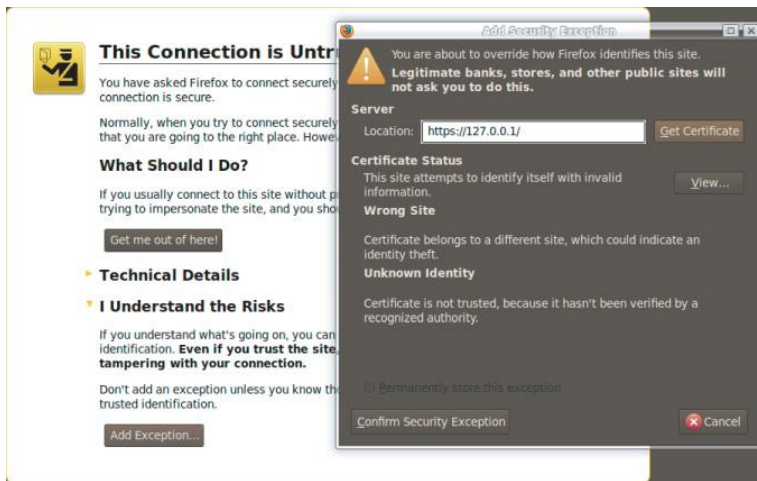 This Connection is Untr
You have asked Firefox to connect securely
connection is secure.
Normally, when you try to connect securely
that you are going to the right place. Howe
What Should I Do?
If you usually connect to this site without p
trying to impersonate the site, and you shou
Get me out of here!
Technical Details
I Understand the Risks
If you understand what's going on, you can
identification. Even if you trust the site,
tampering with your connection.
Don't add an exception unless you know the
trusted identification.
Add Exception...
Add Security Exception
You are about to override how Firefox identifies this site.
Legitimate banks, stores, and other public sites will
not ask you to do this.
Server
Location: https://127.0.0.1/ Get Certificate
Certificate Status
This site attempts to identify itself with invalid
information.
View...
Wrong Site
Certificate belongs to a different site, which could indicate an
identity theft.
Unknown Identity
Certificate is not trusted, because it hasn't been verified by a
recognized authority.
Permanently store this exception
Confirm Security Exception
Cancel